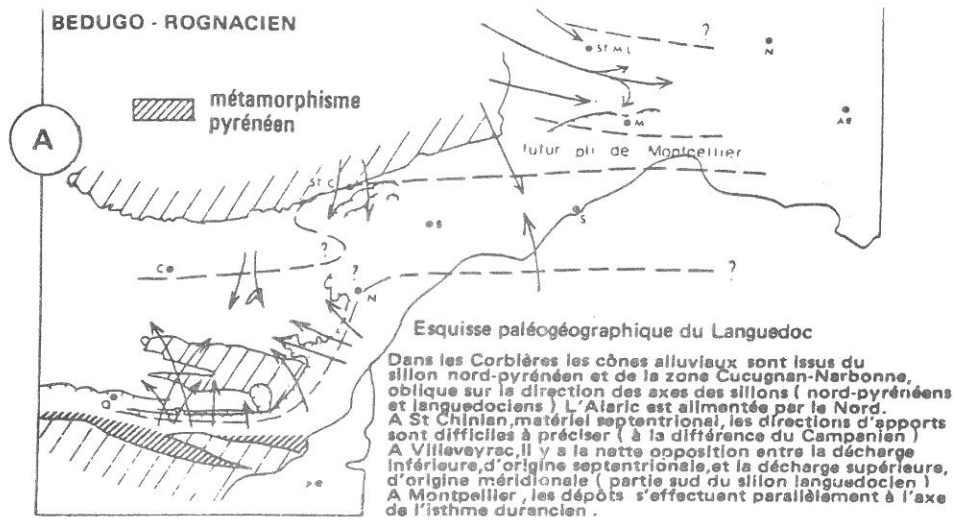 BEDUGO - ROGNACIEN
métamorphisme
pyrénéen
A
St M L
?
N
M
Ae
futur pli de Montpellier
St C
B
S
?
C
?
N
?
Esquisse paléogéographique du Languedoc
Dans les Corbières les cônes alluviaux sont issus du
sillon nord-pyrénéen et de la zone Cucugnan-Narbonne,
oblique sur la direction des axes des sillons ( nord-pyrénéens
et languedociens ) L'Alaric est alimentée par le Nord.
A St Chinian, matériel septentrional, les directions d'apports
sont difficiles à préciser ( à la différence du Campanien )
A Villeveyrac, il y a la nette opposition entre la décharge
inférieure, d'origine septentrionale, et la décharge supérieure,
d'origine méridionale ( partie sud du sillon languedocien )
A Montpellier, les dépôts s'effectuent parallèlement à l'axe
de l'isthme durancien .
P